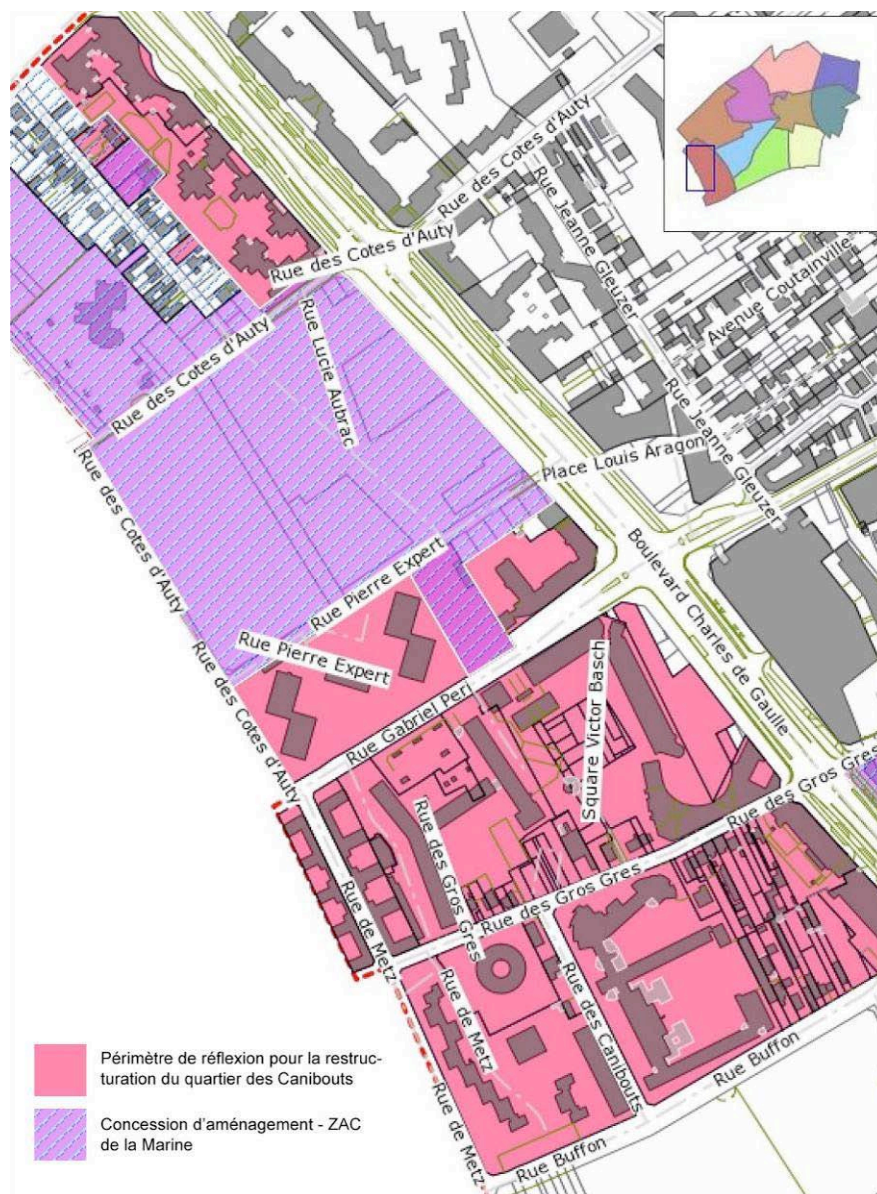 Rue des Cotes d'Auty
Rue Jeanne Gleuzer
Rue des Cotes d'Auty
Avenue Coutainville
Rue Lucie Aubrac
Rue des Cotes d'Auty
Rue Jeanne Gleuzer
Place Louis Aragon
Rue des Cotes d'Auty
Rue Pierre Expert
Boulevard Charles de Gaulle
Rue Pierre Expert
Rue des Cotes d'Auty
Square Victor Basch
Rue Gabriel Peri
Rue des Gros Gres
Rue des Gros Gres
Rue des Gros Gres
Rue de Metz
Rue de Metz
Rue des Canibouts
Rue Buffon
Rue de Metz
Rue Buffon
Périmètre de réflexion pour la restruc-
turation du quartier des Canibouts
Concession d'aménagement - ZAC
de la Marine